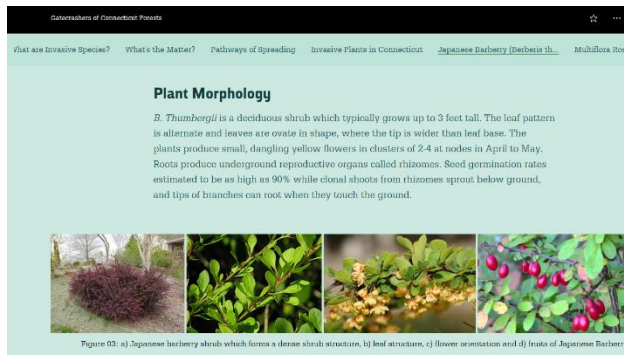 Gatecrashers of Connecticut Forests
What are Invasive Species? What's the Matter? Pathways of Spreading Invasive Plants in Connecticut Japanese Barberry (Berberis th... Multiflora Ro
Plant Morphology
B. Thumbergii is a deciduous shrub which typically grows up to 3 feet tall. The leaf pattern
is alternate and leaves are ovate in shape, where the tip is wider than leaf base. The
plants produce small, dangling yellow flowers in clusters of 2-4 at nodes in April to May.
Roots produce underground reproductive organs called rhizomes. Seed germination rates
estimated to be as high as 90% while clonal shoots from rhizomes sprout below ground,
and tips of branches can root when they touch the ground.
Figure 03: a) Japanese barberry shrub which forms a dense shrub structure, b) leaf structure, c) flower orientation and d) fruits of Japanese Barberr